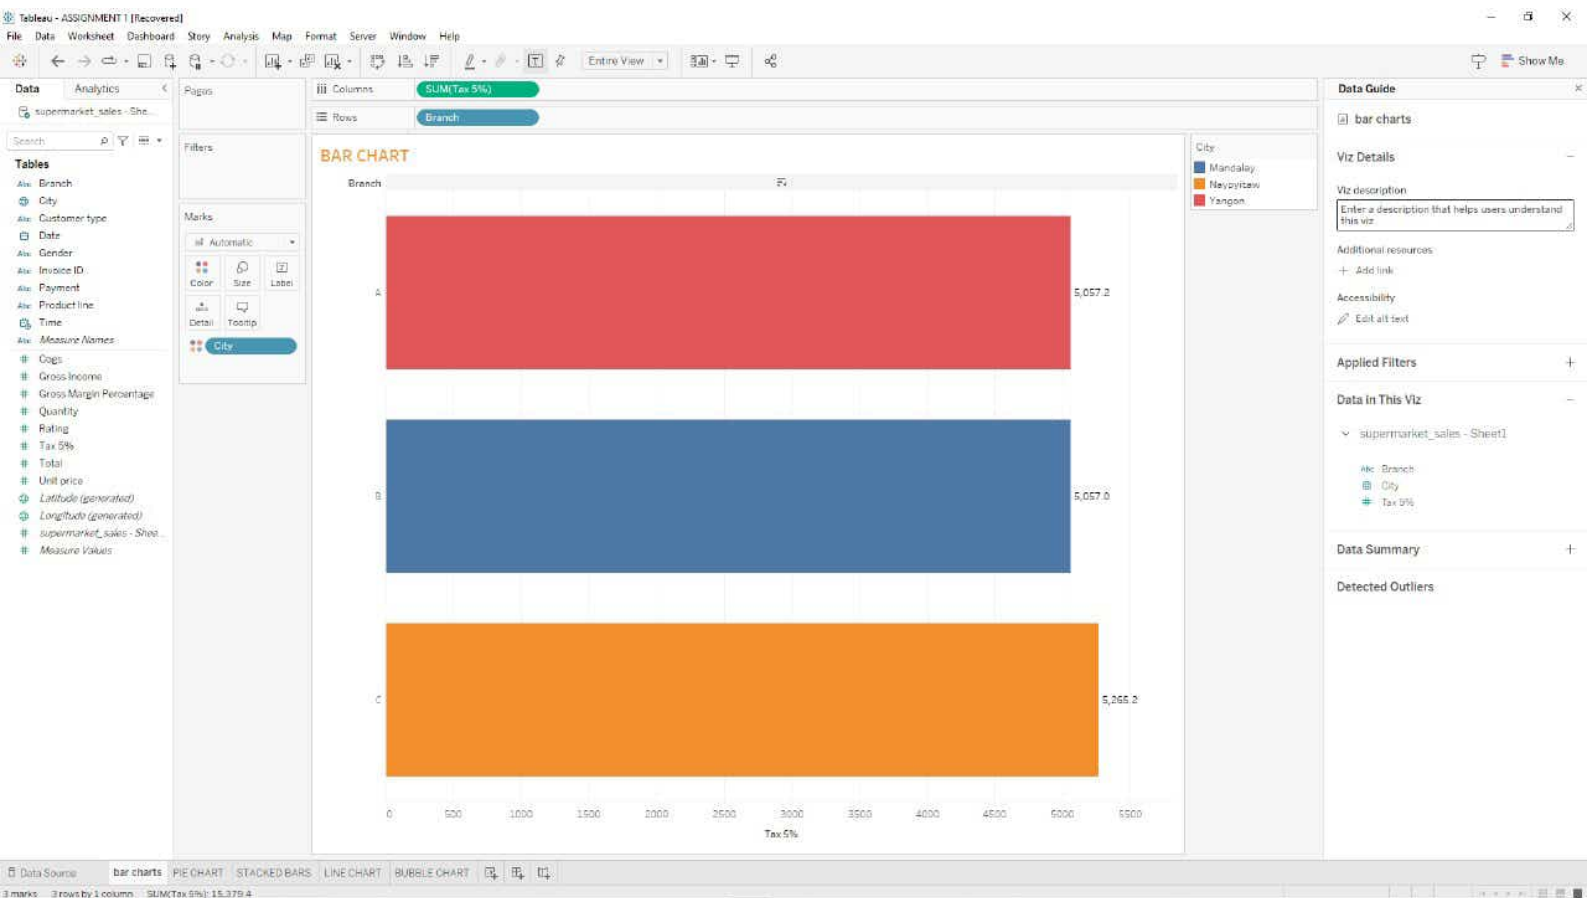 Tableau - ASSIGNMENT 1 [Recovered]
File Data Worksheet Dashboard Story Analysis Map Format Server Window Help
Entire View
Show Me
Data Analytics
Pages
Columns SUM(Tax 5%)
Data Guide
supermarket_sales - She...
Rows Branch
bar charts
Search
Filters
BAR CHART
City
Viz Details
Tables
Mandalay
Naypyitaw
Yangon
Branch
Abc Branch
City
Abc Customer type
Date
Abc Gender
Abc Invoice ID
Abc Payment
Abc Product line
Time
Abc Measure Names
# Cogs
# Gross Income
# Gross Margin Percentage
# Quantity
# Rating
# Tax 5%
# Total
# Unit price
Latitude (generated)
Longitude (generated)
# supermarket_sales - Shee...
# Measure Values
Marks
Automatic
Color Size Label
Detail Tooltip
City
A 5,057.2
B 5,057.0
C 5,265.2
0 500 1000 1500 2000 2500 3000 3500 4000 4500 5000 5500
Tax 5%
Viz description
Enter a description that helps users understand
this viz
Additional resources
+ Add link
Accessibility
Edit alt text
Applied Filters
Data in This Viz
supermarket_sales - Sheet1
Abc Branch
City
# Tax 5%
Data Summary
Detected Outliers
Data Source bar charts PIE CHART STACKED BARS LINE CHART BUBBLE CHART
3 marks 3 rows by 1 column SUM(Tax 5%): 15,379.4